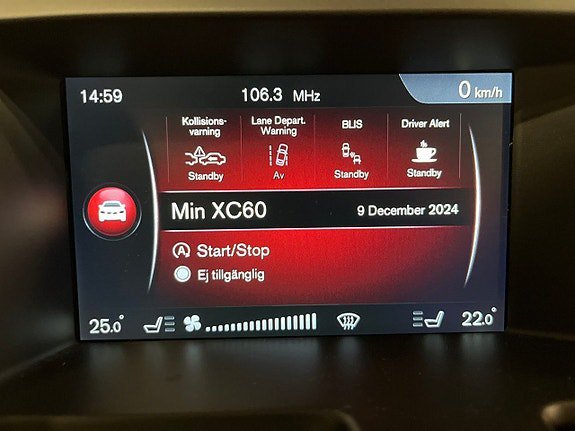 14:59 106.3 MHz 0 km/h
Kollisions-
varning
Standby
Lane Depart.
Warning
Av
BLIS
Standby
Driver Alert
Standby
Min XC60 9 December 2024
Start/Stop
Ej tillgänglig
25.0° 22.0°